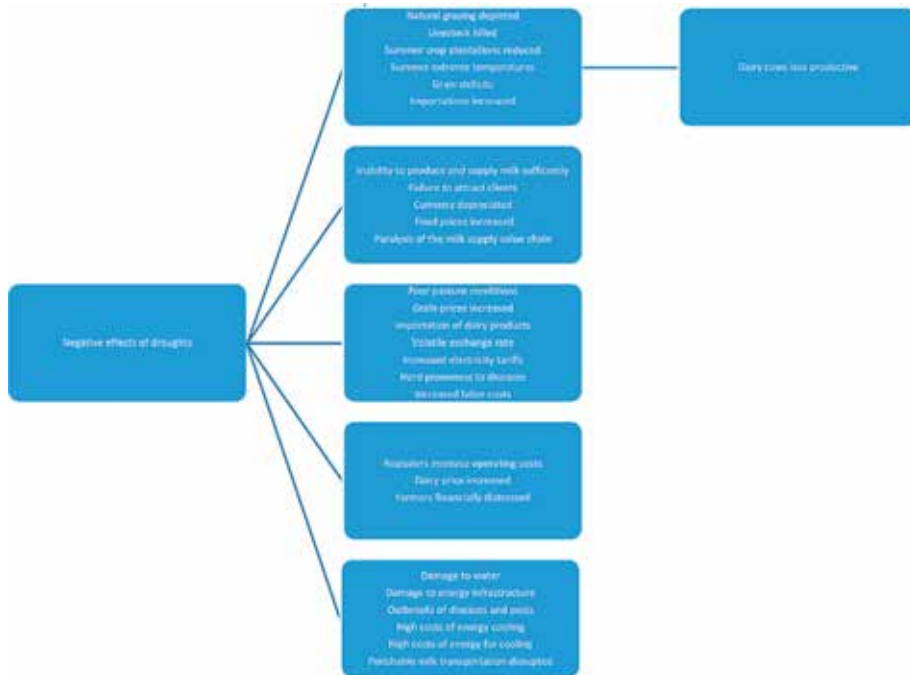 Natural grazing depleted
Livestock killed
Summer crop plantations reduced
Summer extreme temperatures
Grain deficits
Importations increased
Dairy cows less productive
Inability to produce and supply milk sufficiently
Failure to attract clients
Currency depreciated
Food prices increased
Paralysis of the milk supply value chain
Negative effects of droughts
Poor pasture conditions
Grain prices increased
Importation of dairy products
Volatile exchange rate
Increased electricity tariffs
Herd proneness to diseases
Increased labor costs
increase operating costs
Dairy price increased
Farmers financially distressed
Damage to water
Damage to energy infrastructure
Outbreaks of diseases and pests
High costs of energy cooling
High costs of energy for cooling
Perishable milk transportation disrupted